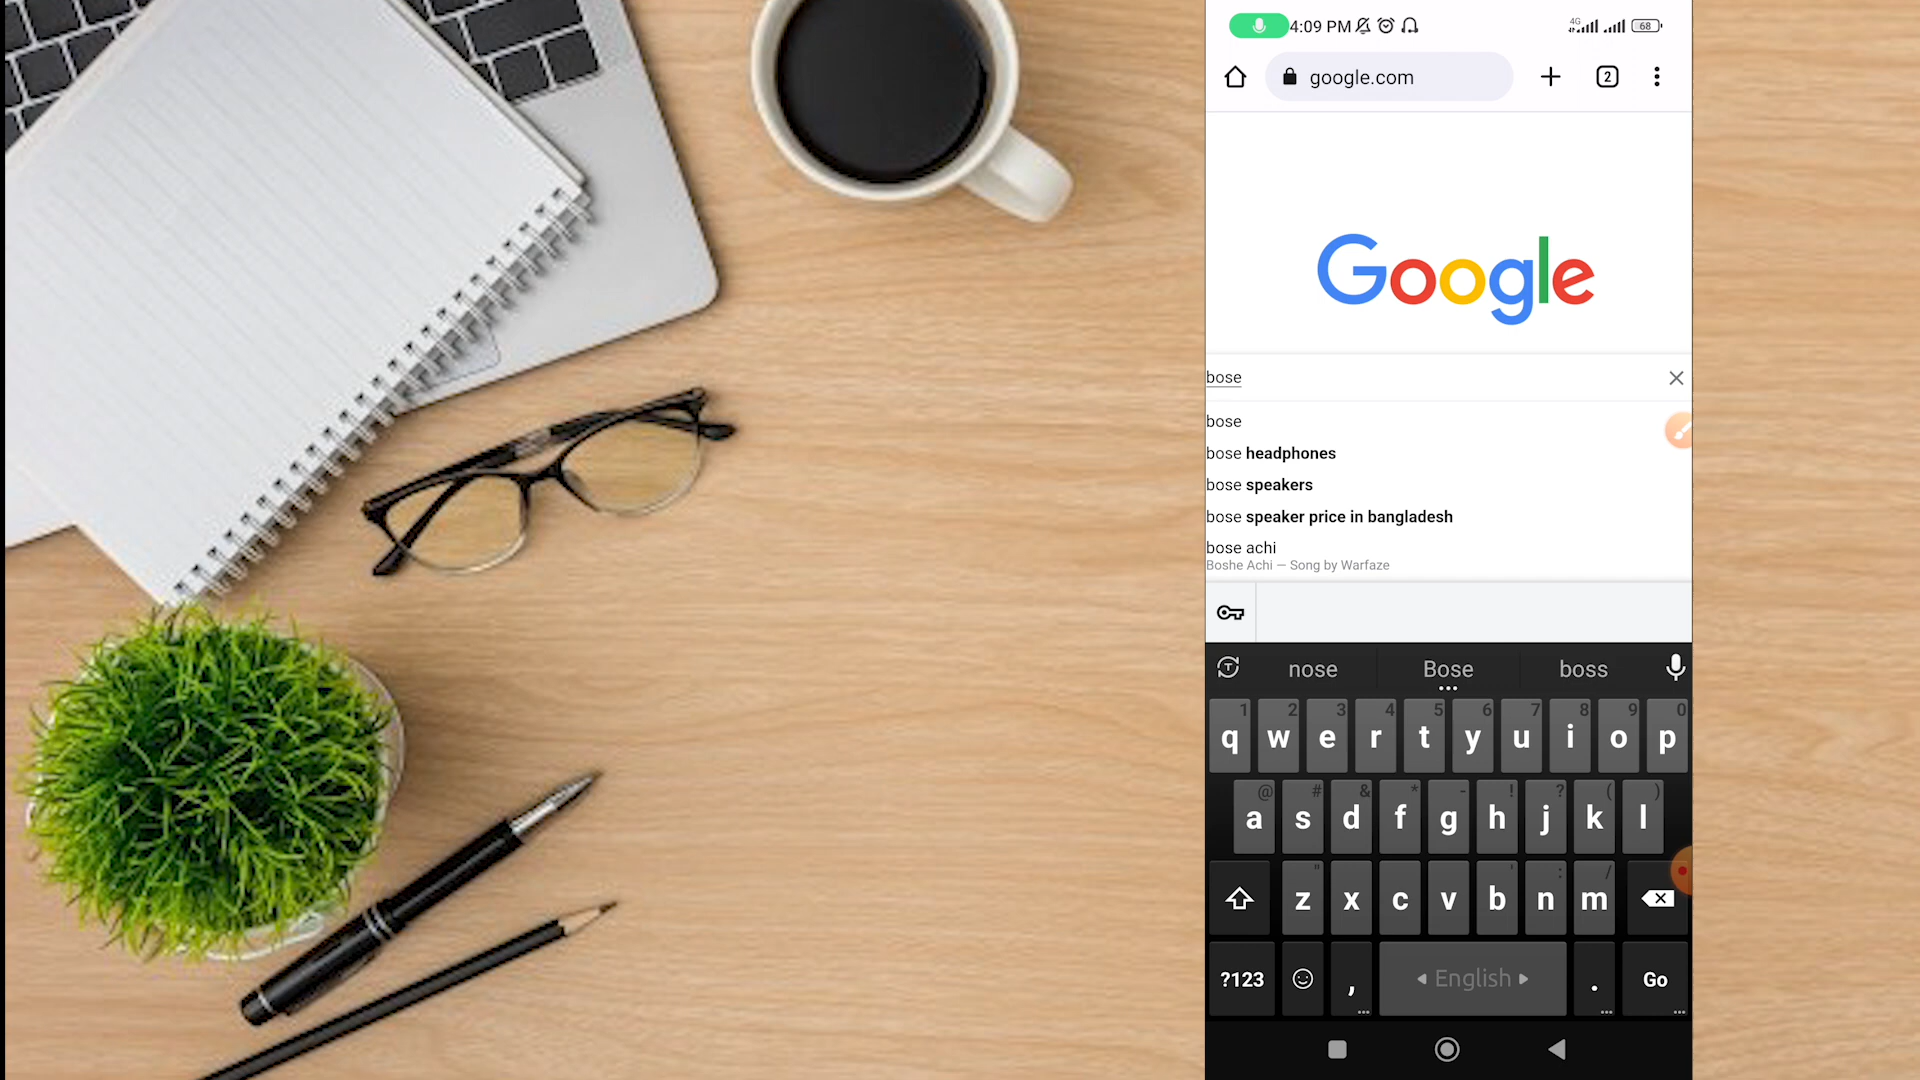 4:09 PM 4G 68
google.com 2
Google
bose
bose
bose headphones
bose speakers
bose speaker price in bangladesh
bose achi
Boshe Achi — Song by Warfaze
T nose Bose boss
1 2 3 4 5 6 7 8 9 0
q w e r t y u i o p
@ # & * - ! ? ( )
a s d f g h j k l
" ' : /
z x c v b n m
?123 , English . Go